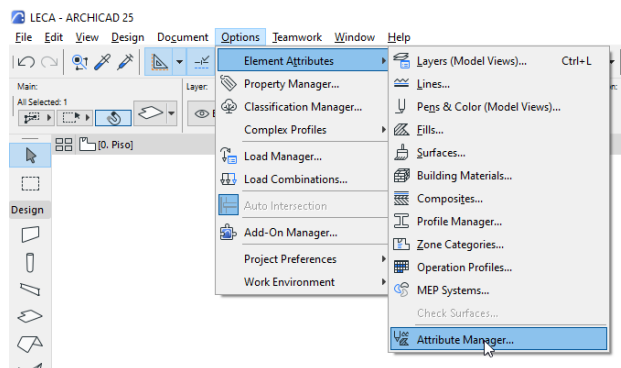 LECA - ARCHICAD 25
File Edit View Design Document Options Teamwork Window Help
Main:
Layer:
All Selected: 1
[0. Piso]
Design
Element Attributes
Property Manager...
Classification Manager...
Complex Profiles
Load Manager...
Load Combinations...
Auto Intersection
Add-On Manager...
Project Preferences
Work Environment
Layers (Model Views)... Ctrl+L
Lines...
Pens & Color (Model Views)...
Fills...
Surfaces...
Building Materials...
Composites...
Profile Manager...
Zone Categories...
Operation Profiles...
MEP Systems...
Check Surfaces...
Attribute Manager...